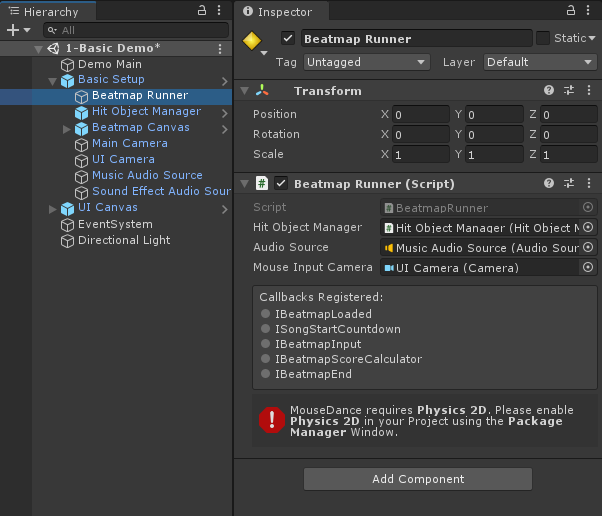 Hierarchy
All
1-Basic Demo*
Demo Main
Basic Setup
Beatmap Runner
Hit Object Manager
Beatmap Canvas
Main Camera
UI Camera
Music Audio Source
Sound Effect Audio Sour
UI Canvas
EventSystem
Directional Light
Inspector
Beatmap Runner
Static
Tag Untagged Layer Default
Transform
Position X 0 Y 0 Z 0
Rotation X 0 Y 0 Z 0
Scale X 1 Y 1 Z 1
Beatmap Runner (Script)
Script BeatmapRunner
Hit Object Manager Hit Object Manager (Hit Object M
Audio Source Music Audio Source (Audio Sour
Mouse Input Camera UI Camera (Camera)
Callbacks Registered:
IBeatmapLoaded
ISongStartCountdown
IBeatmapInput
IBeatmapScoreCalculator
IBeatmapEnd
MouseDance requires Physics 2D. Please enable
Physics 2D in your Project using the Package
Manager Window.
Add Component